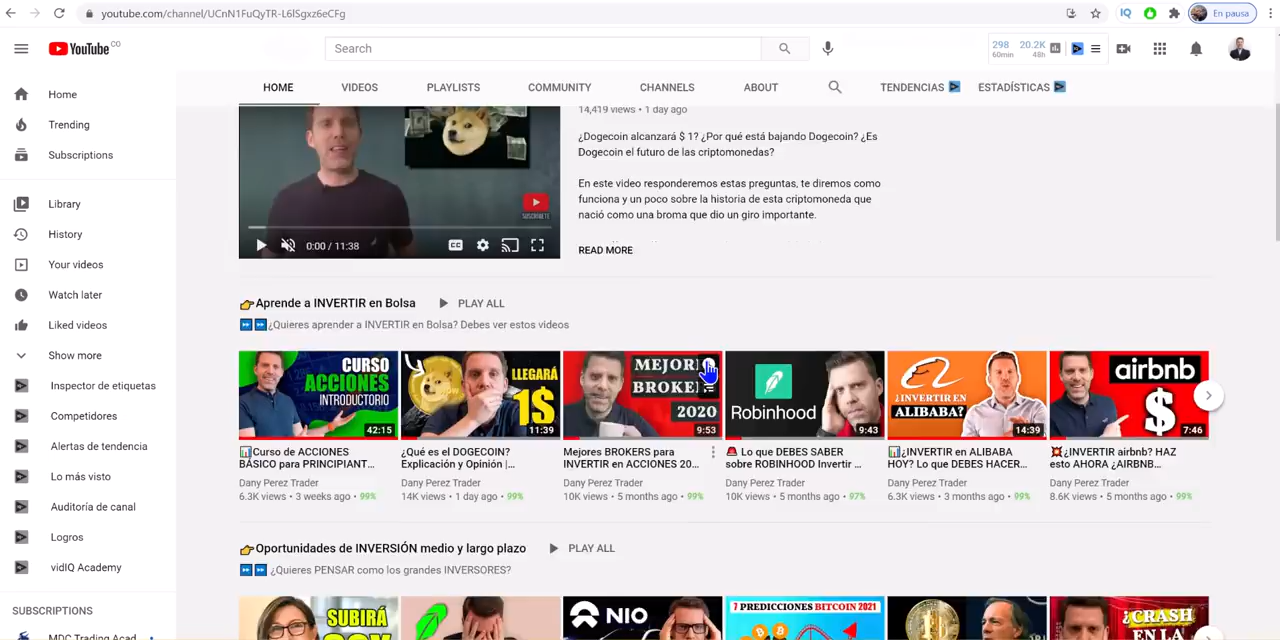 youtube.com/channel/UCnN1FuQyTR-L6lSgxz6eCFg
IQ
En pausa
YouTube CO
Search
298 20.2K
60min 48h
HOME VIDEOS PLAYLISTS COMMUNITY CHANNELS ABOUT TENDENCIAS ESTADÍSTICAS
Home
Trending
Subscriptions
Library
History
Your videos
Watch later
Liked videos
Show more
Inspector de etiquetas
Competidores
Alertas de tendencia
Lo más visto
Auditoría de canal
Logros
vidIQ Academy
SUBSCRIPTIONS
MDC Trading Acad
SUSCRIBETE
0:00 / 11:38
CC
14,419 views • 1 day ago
¿Dogecoin alcanzará $ 1? ¿Por qué está bajando Dogecoin? ¿Es
Dogecoin el futuro de las criptomonedas?
En este video responderemos estas preguntas, te diremos como
funciona y un poco sobre la historia de esta criptomoneda que
nació como una broma que dio un giro importante.
READ MORE
👉Aprende a INVERTIR en Bolsa PLAY ALL
⏩⏩¿Quieres aprender a INVERTIR en Bolsa? Debes ver estos videos
CURSO
ACCIONES
INTRODUCTORIO
42:15
📊Curso de ACCIONES
BÁSICO para PRINCIPIANT...
Dany Perez Trader
6.3K views • 3 weeks ago • 99%
LLEGARÁ
1$
11:39
¿Qué es el DOGECOIN?
Explicación y Opinión |...
Dany Perez Trader
14K views • 1 day ago • 99%
MEJOR
BROKE
2020
9:53
Mejores BROKERS para
INVERTIR en ACCIONES 20...
Dany Perez Trader
10K views • 5 months ago • 99%
Robinhood
9:43
🚨 Lo que DEBES SABER
sobre ROBINHOOD Invertir ...
Dany Perez Trader
10K views • 5 months ago • 97%
¿INVERTIR EN
ALIBABA?
14:39
📊¿INVERTIR en ALIBABA
HOY? Lo que DEBES HACER...
Dany Perez Trader
6.3K views • 3 months ago • 99%
airbnb
$
7:46
💥¿INVERTIR airbnb? HAZ
esto AHORA ¿AIRBNB...
Dany Perez Trader
8.6K views • 5 months ago • 99%
👉Oportunidades de INVERSIÓN medio y largo plazo PLAY ALL
⏩⏩ ¿Quieres PENSAR como los grandes INVERSORES?
SUBIRÁ
NIO
7 PREDICCIONES BITCOIN 2021
¿CRASH
EN LA